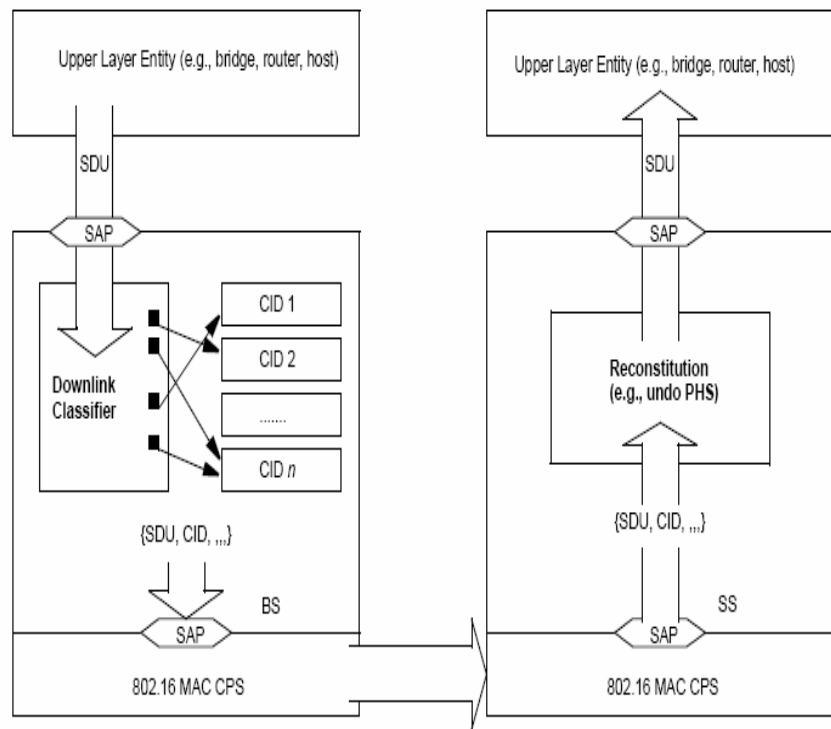 Upper Layer Entity (e.g., bridge, router, host)
SDU
SAP
Downlink
Classifier
CID 1
CID 2
.......
CID n
{SDU, CID, ,,,}
BS
SAP
802.16 MAC CPS
Upper Layer Entity (e.g., bridge, router, host)
SDU
SAP
Reconstitution
(e.g., undo PHS)
{SDU, CID, ,,,}
SS
SAP
802.16 MAC CPS